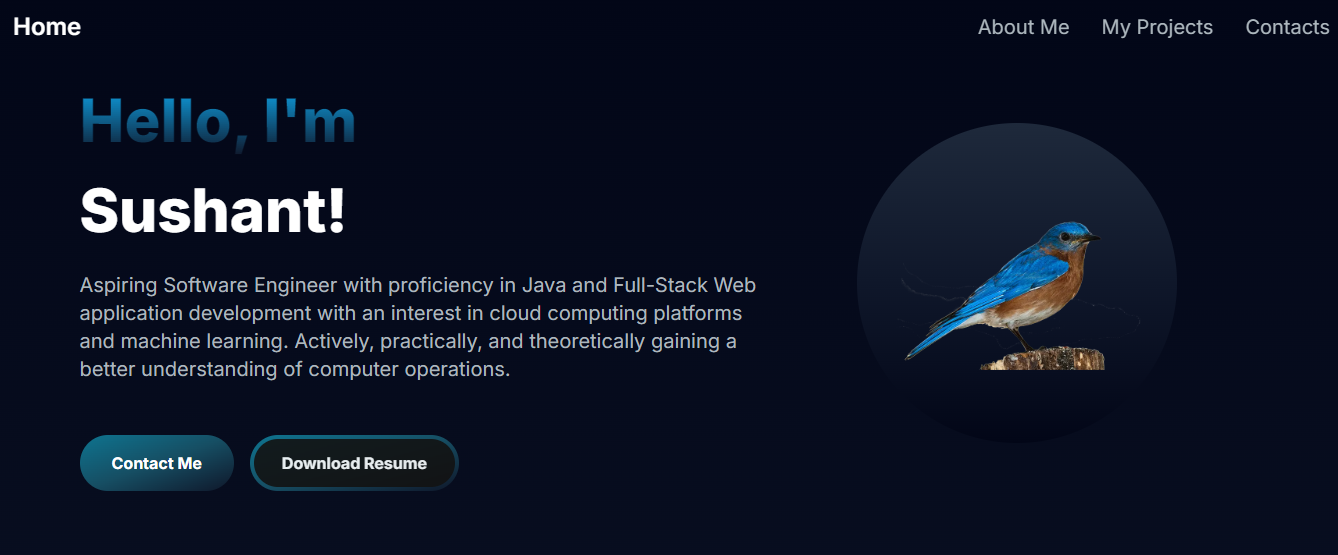 Home
About Me
My Projects
Contacts
Hello, I'm
Sushant!
Aspiring Software Engineer with proficiency in Java and Full-Stack Web
application development with an interest in cloud computing platforms
and machine learning. Actively, practically, and theoretically gaining a
better understanding of computer operations.
Contact Me
Download Resume